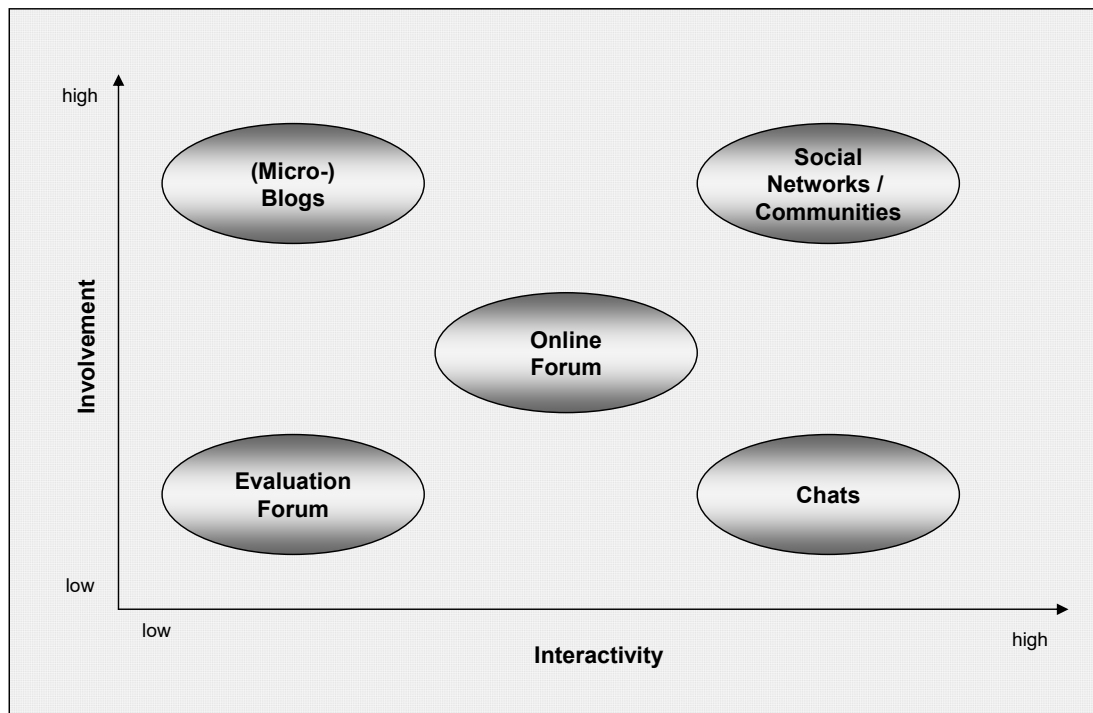 high
(Micro-)
Blogs
Social
Networks /
Communities
Involvement
Online
Forum
Evaluation
Forum
Chats
low
low
high
Interactivity